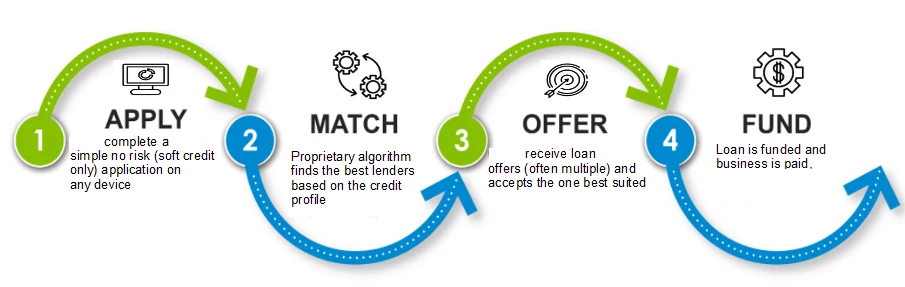 1
APPLY
complete a
simple no risk (soft credit
only) application on
any device
2
MATCH
Proprietary algorithm
finds the best lenders
based on the credit
profile
3
OFFER
receive loan
offers (often multiple) and
accepts the one best suited
4
$
FUND
Loan is funded and
business is paid.